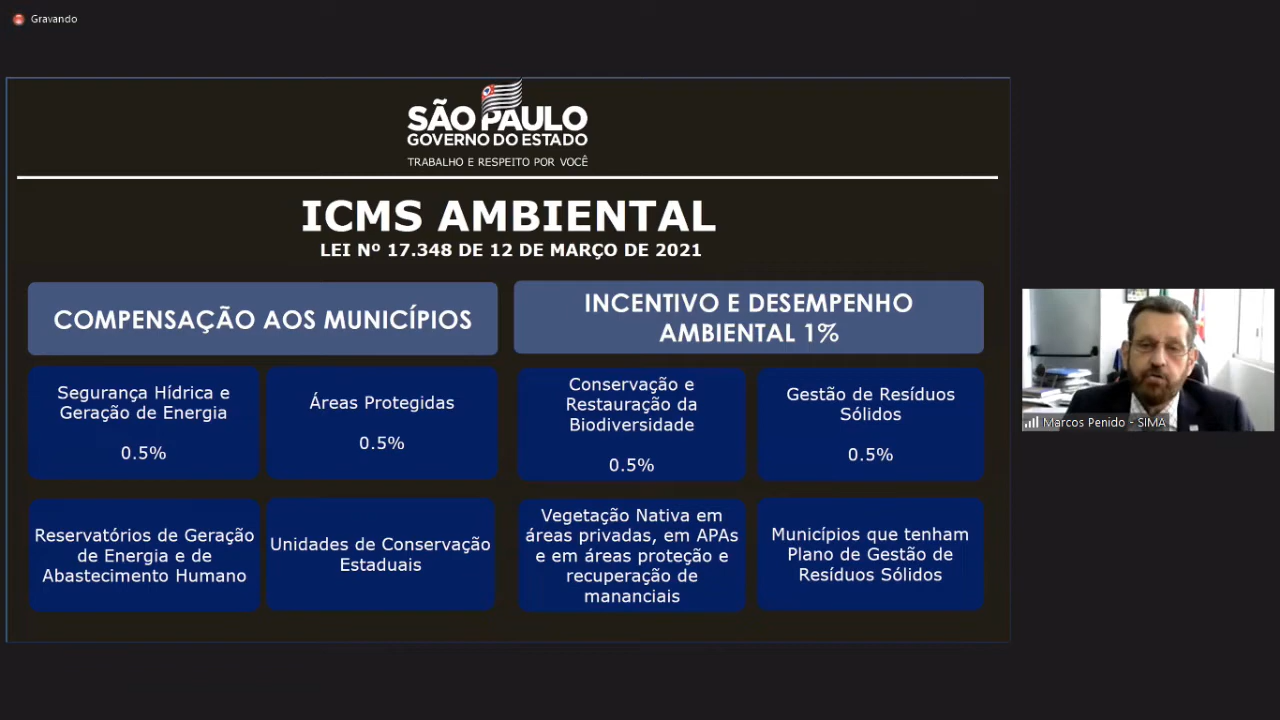 Gravando
SÃO PAULO
GOVERNO DO ESTADO
TRABALHO E RESPEITO POR VOCÊ
ICMS AMBIENTAL
LEI Nº 17.348 DE 12 DE MARÇO DE 2021
COMPENSAÇÃO AOS MUNICÍPIOS
INCENTIVO E DESEMPENHO
AMBIENTAL 1%
Segurança Hídrica e
Geração de Energia
0.5%
Áreas Protegidas
0.5%
Conservação e
Restauração da
Biodiversidade
0.5%
Gestão de Resíduos
Sólidos
0.5%
Reservatórios de Geração
de Energia e de
Abastecimento Humano
Unidades de Conservação
Estaduais
Vegetação Nativa em
áreas privadas, em APAs
e em áreas proteção e
recuperação de
mananciais
Municípios que tenham
Plano de Gestão de
Resíduos Sólidos
Marcos Penido - SIMA